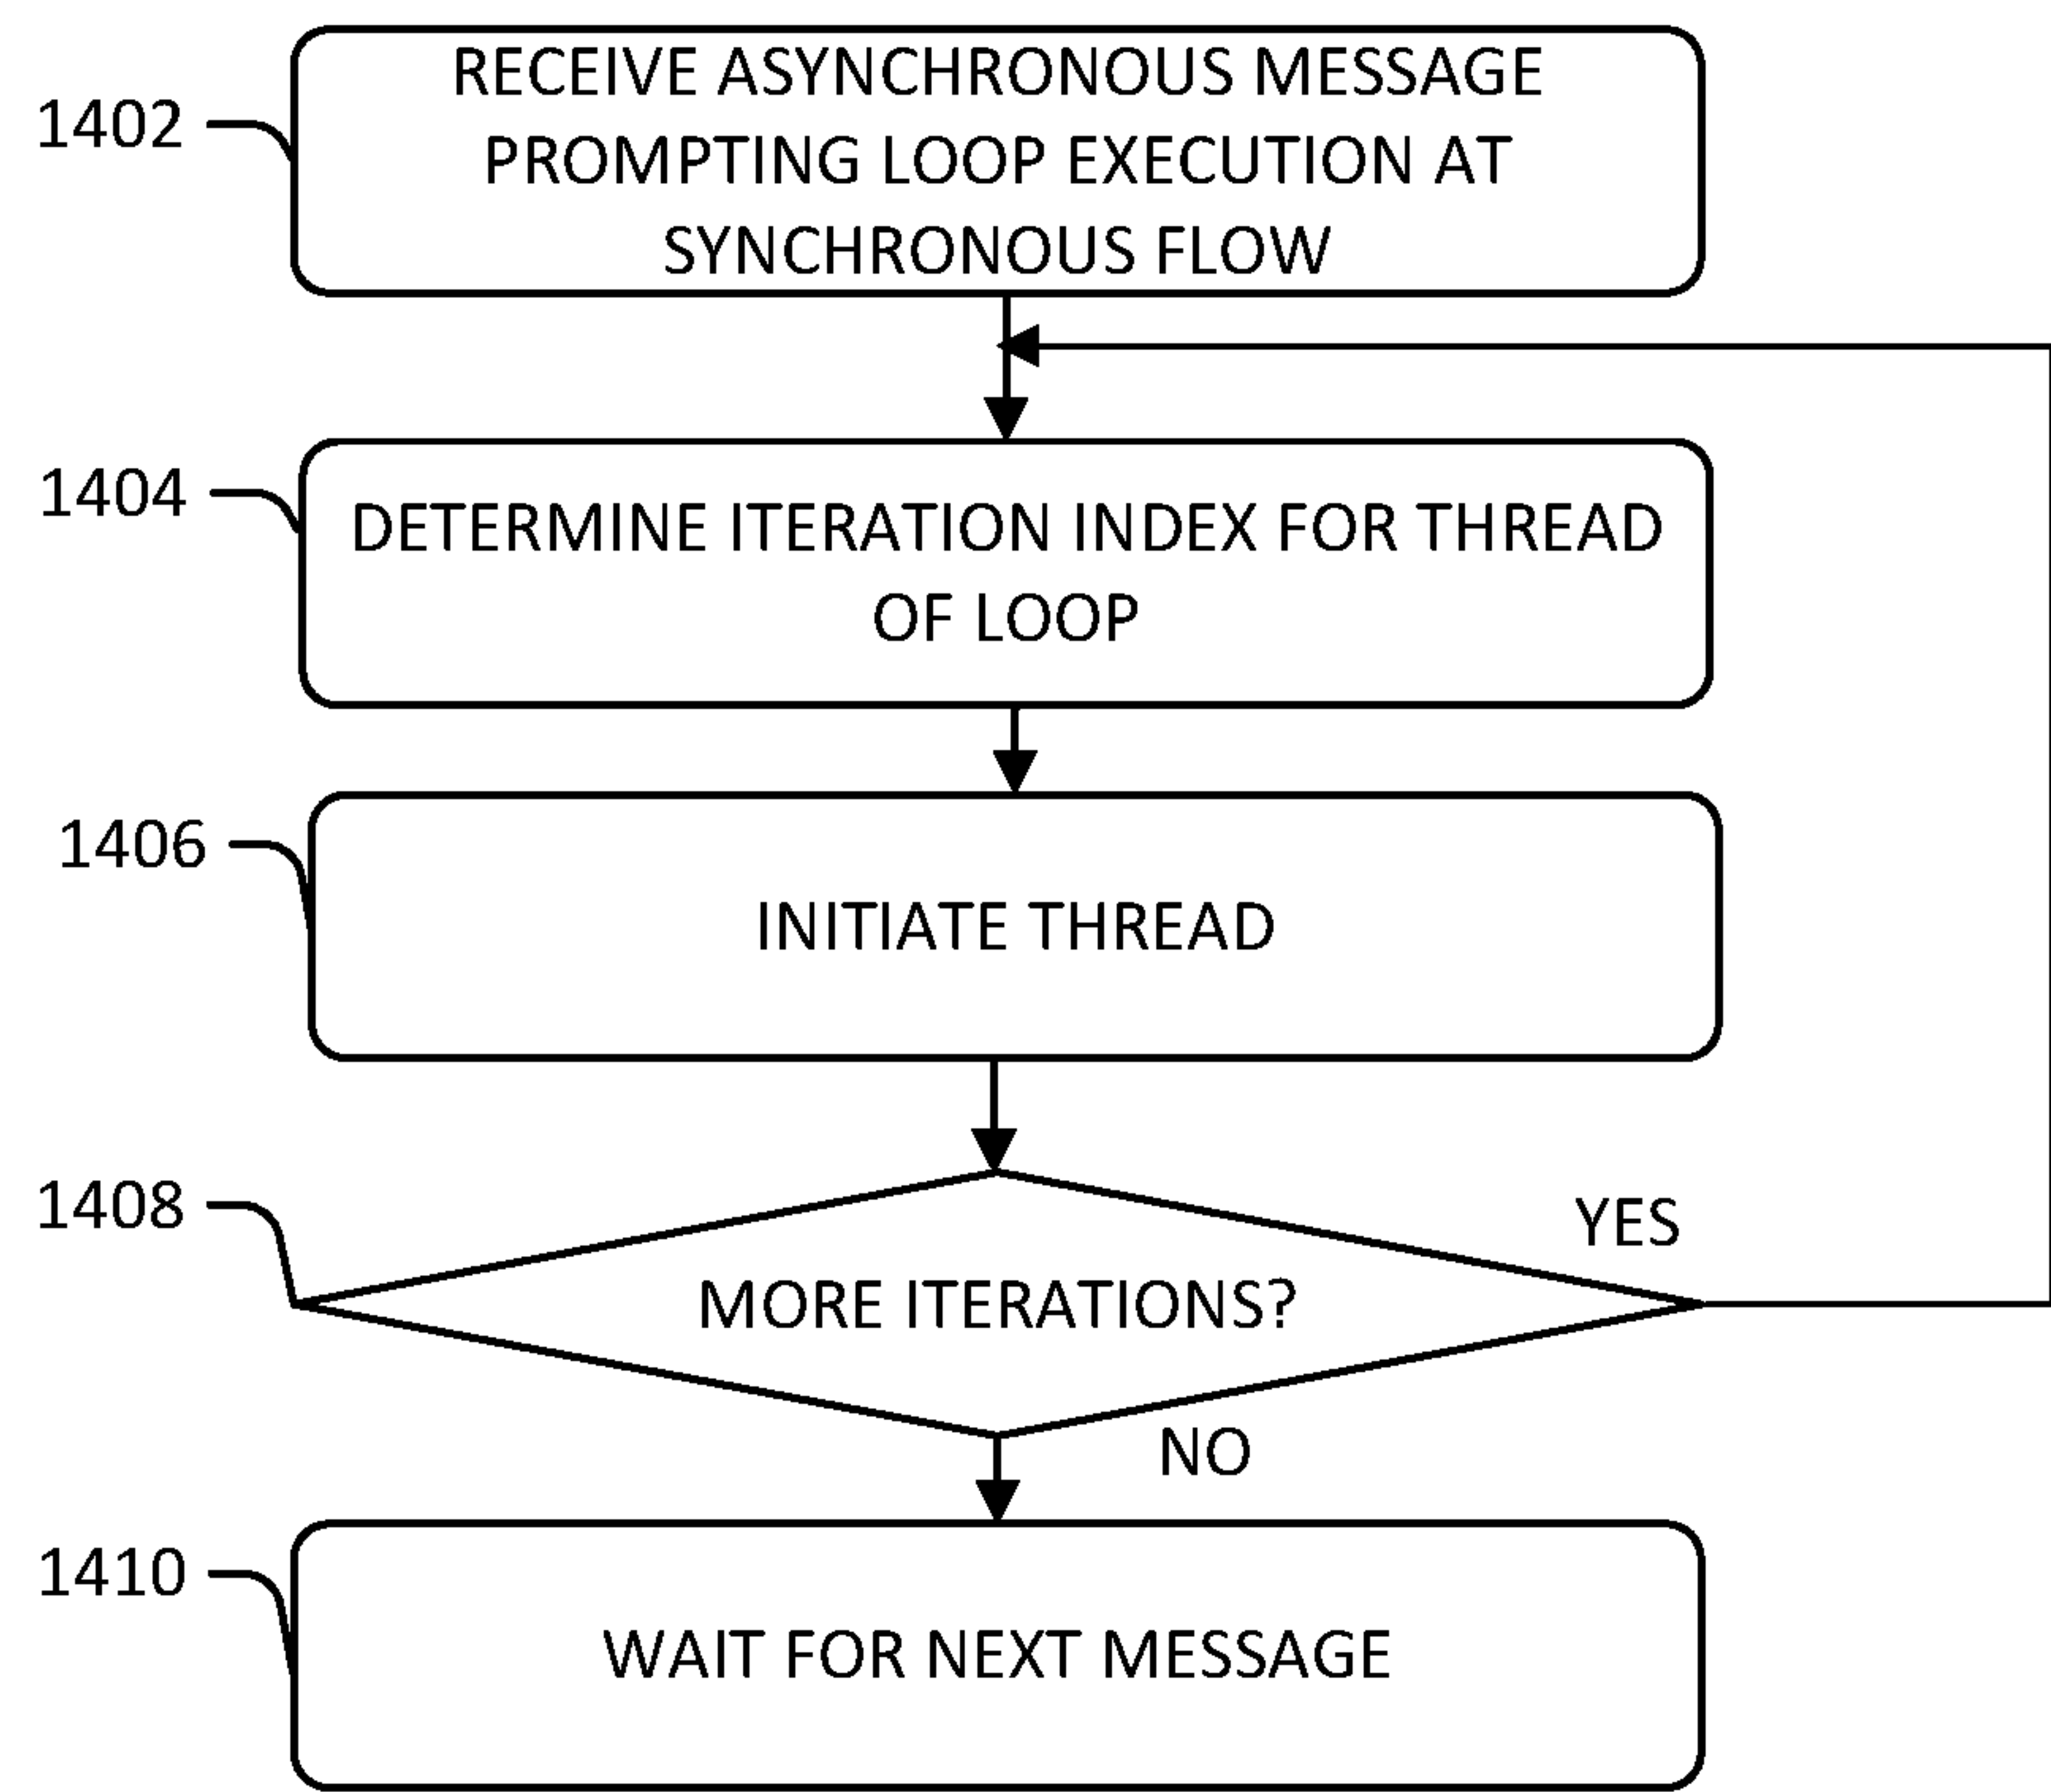 1402
RECEIVE ASYNCHRONOUS MESSAGE
PROMPTING LOOP EXECUTION AT
SYNCHRONOUS FLOW
1404
DETERMINE ITERATION INDEX FOR THREAD
OF LOOP
1406
INITIATE THREAD
1408
MORE ITERATIONS?
YES
NO
1410
WAIT FOR NEXT MESSAGE